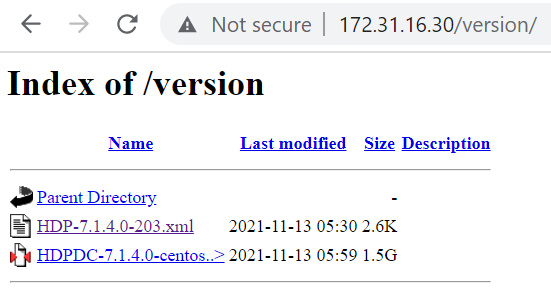 Not secure | 172.31.16.30/version/
Index of /version
Name Last modified Size Description
Parent Directory -
HDP-7.1.4.0-203.xml 2021-11-13 05:30 2.6K
HDPDC-7.1.4.0-centos..> 2021-11-13 05:59 1.5G